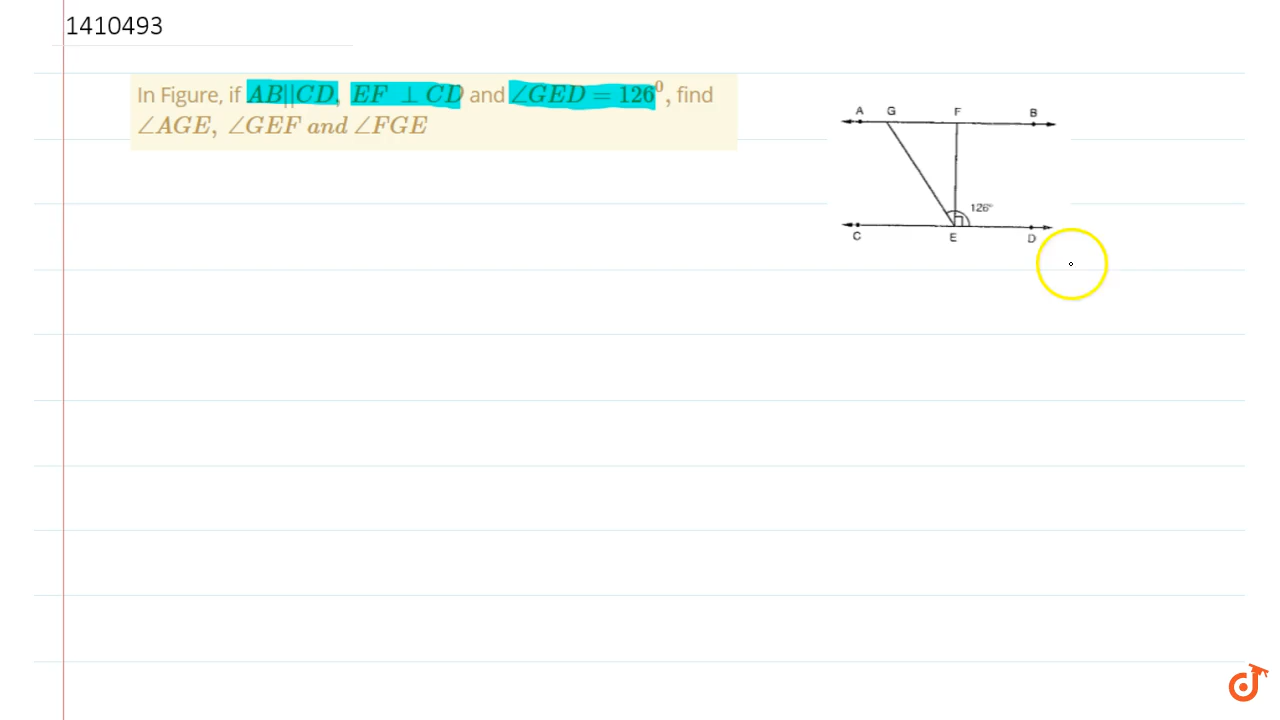 1410493
In Figure, if AB||CD, EF ⊥ CD and ∠GED = 126⁰, find
∠AGE, ∠GEF and ∠FGE
A G F B
126°
C E D